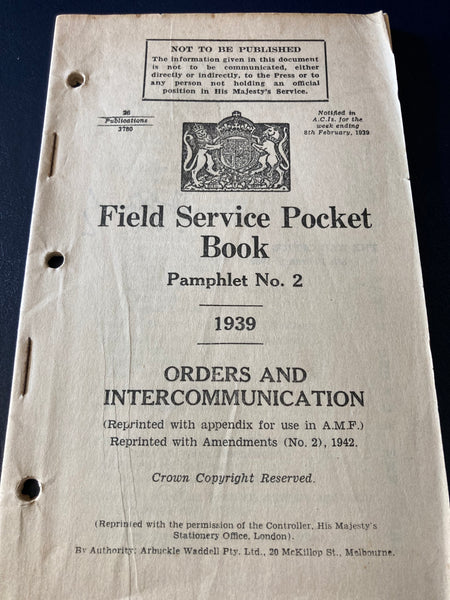 NOT TO BE PUBLISHED
The information given in this document
is not to be communicated, either
directly or indirectly, to the Press or to
any person not holding an official
position in His Majesty's Service.
26
Publications
3780
Notified in
A.C.Is. for the
week ending
8th February, 1939
Field Service Pocket
Book
Pamphlet No. 2
1939
ORDERS AND
INTERCOMMUNICATION
(Reprinted with appendix for use in A.M.F.)
Reprinted with Amendments (No. 2), 1942.
Crown Copyright Reserved.
(Reprinted with the permission of the Controller, His Majesty's
Stationery Office, London).
By Authority: Arbuckle Waddell Pty. Ltd., 20 McKillop St., Melbourne.